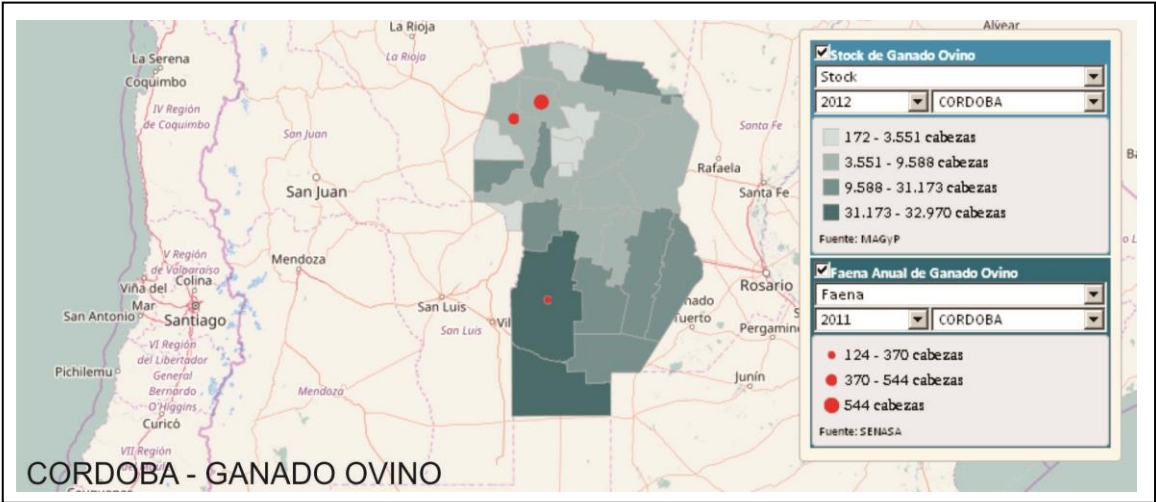 La Rioja
La Rioja
Alvear
La Serena
Coquimbo
IV Región
de Coquimbo
San Juan
Santa Fe
Rafaela
San Juan
Santa Fe
V Región
de Valparaíso
Mendoza
Viña del
Mar
Colina
Rosario
San Antonio
Santiago
San Luis
San Luis
Vil
nado
Tuerto
Pergamino
VI Región
del Libertador
General
Bernardo
O'Higgins
Pichilemu
Mendoza
Junín
Curicó
VII Región
CORDOBA - GANADO OVINO
Stock de Ganado Ovino
Stock
2012 CORDOBA
172 - 3.551 cabezas
3.551 - 9.588 cabezas
9.588 - 31.173 cabezas
31.173 - 32.970 cabezas
Fuente: MAGyP
Faena Anual de Ganado Ovino
Faena
2011 CORDOBA
124 - 370 cabezas
370 - 544 cabezas
544 cabezas
Fuente: SENASA